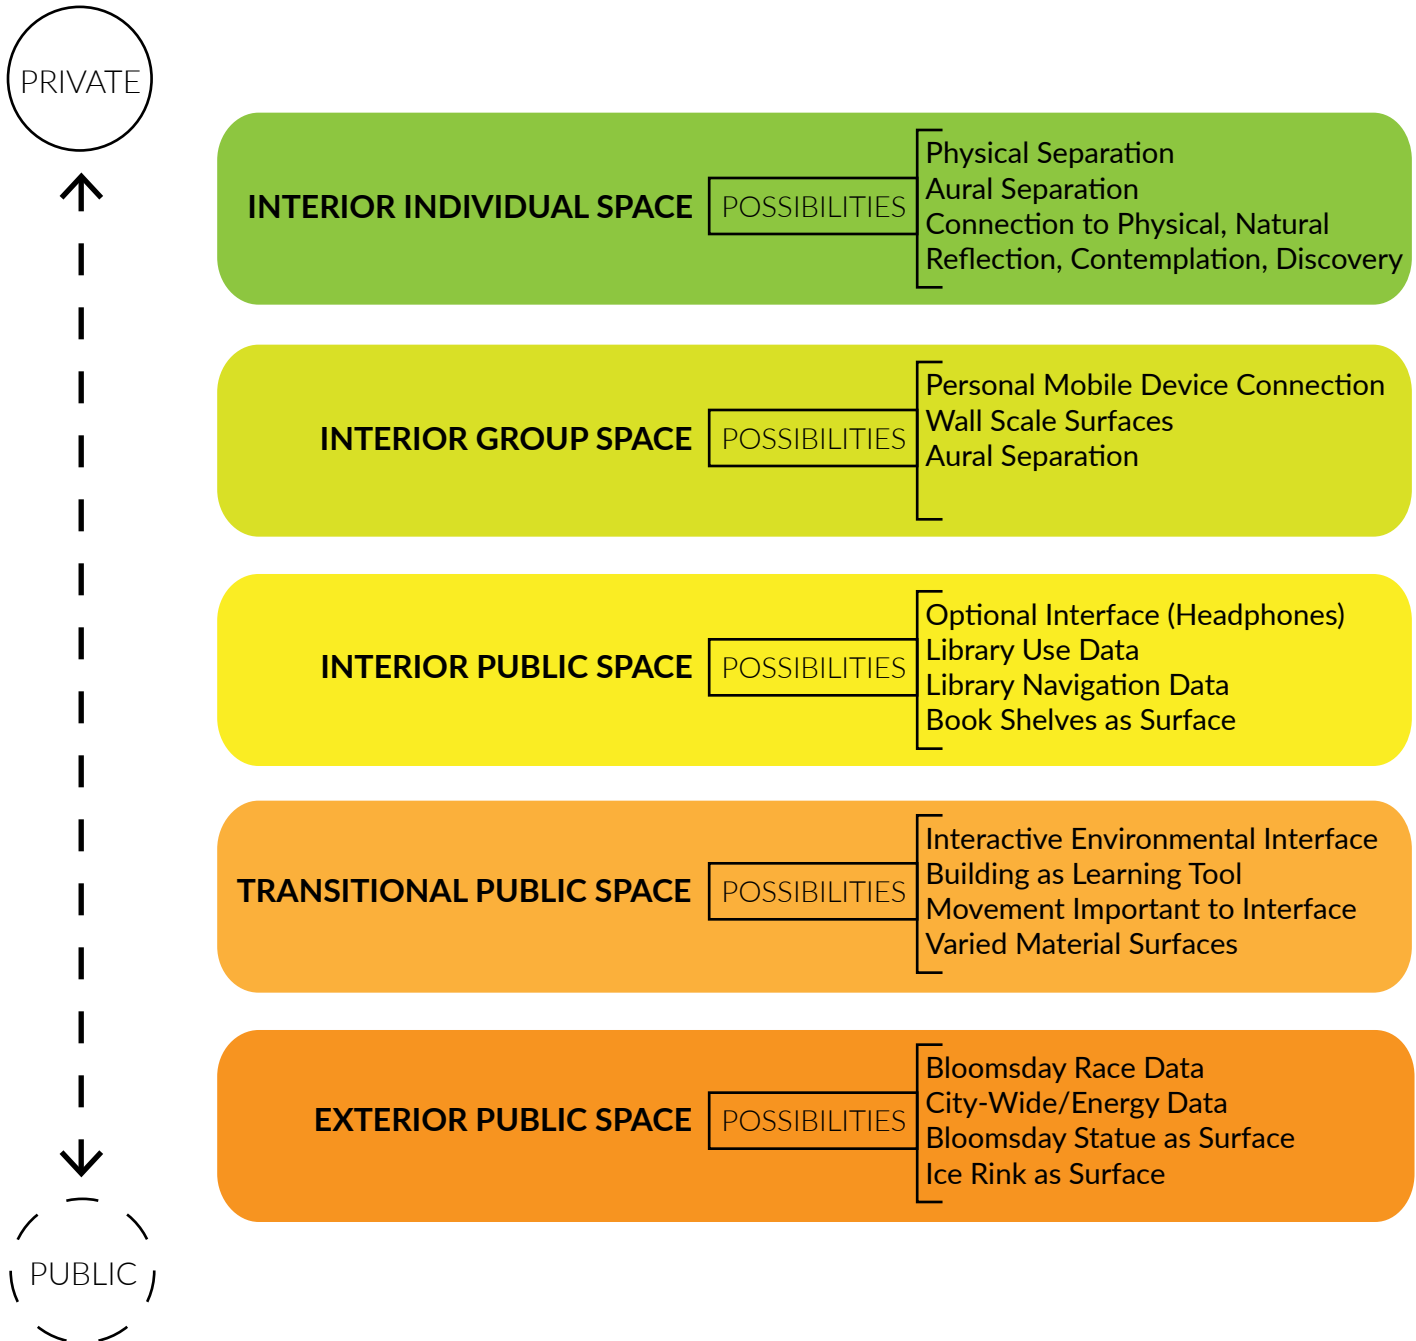 PRIVATE
INTERIOR INDIVIDUAL SPACE
POSSIBILITIES
Physical Separation
Aural Separation
Connection to Physical, Natural
Reflection, Contemplation, Discovery
INTERIOR GROUP SPACE
POSSIBILITIES
Personal Mobile Device Connection
Wall Scale Surfaces
Aural Separation
INTERIOR PUBLIC SPACE
POSSIBILITIES
Optional Interface (Headphones)
Library Use Data
Library Navigation Data
Book Shelves as Surface
TRANSITIONAL PUBLIC SPACE
POSSIBILITIES
Interactive Environmental Interface
Building as Learning Tool
Movement Important to Interface
Varied Material Surfaces
EXTERIOR PUBLIC SPACE
POSSIBILITIES
Bloomsday Race Data
City-Wide/Energy Data
Bloomsday Statue as Surface
Ice Rink as Surface
PUBLIC